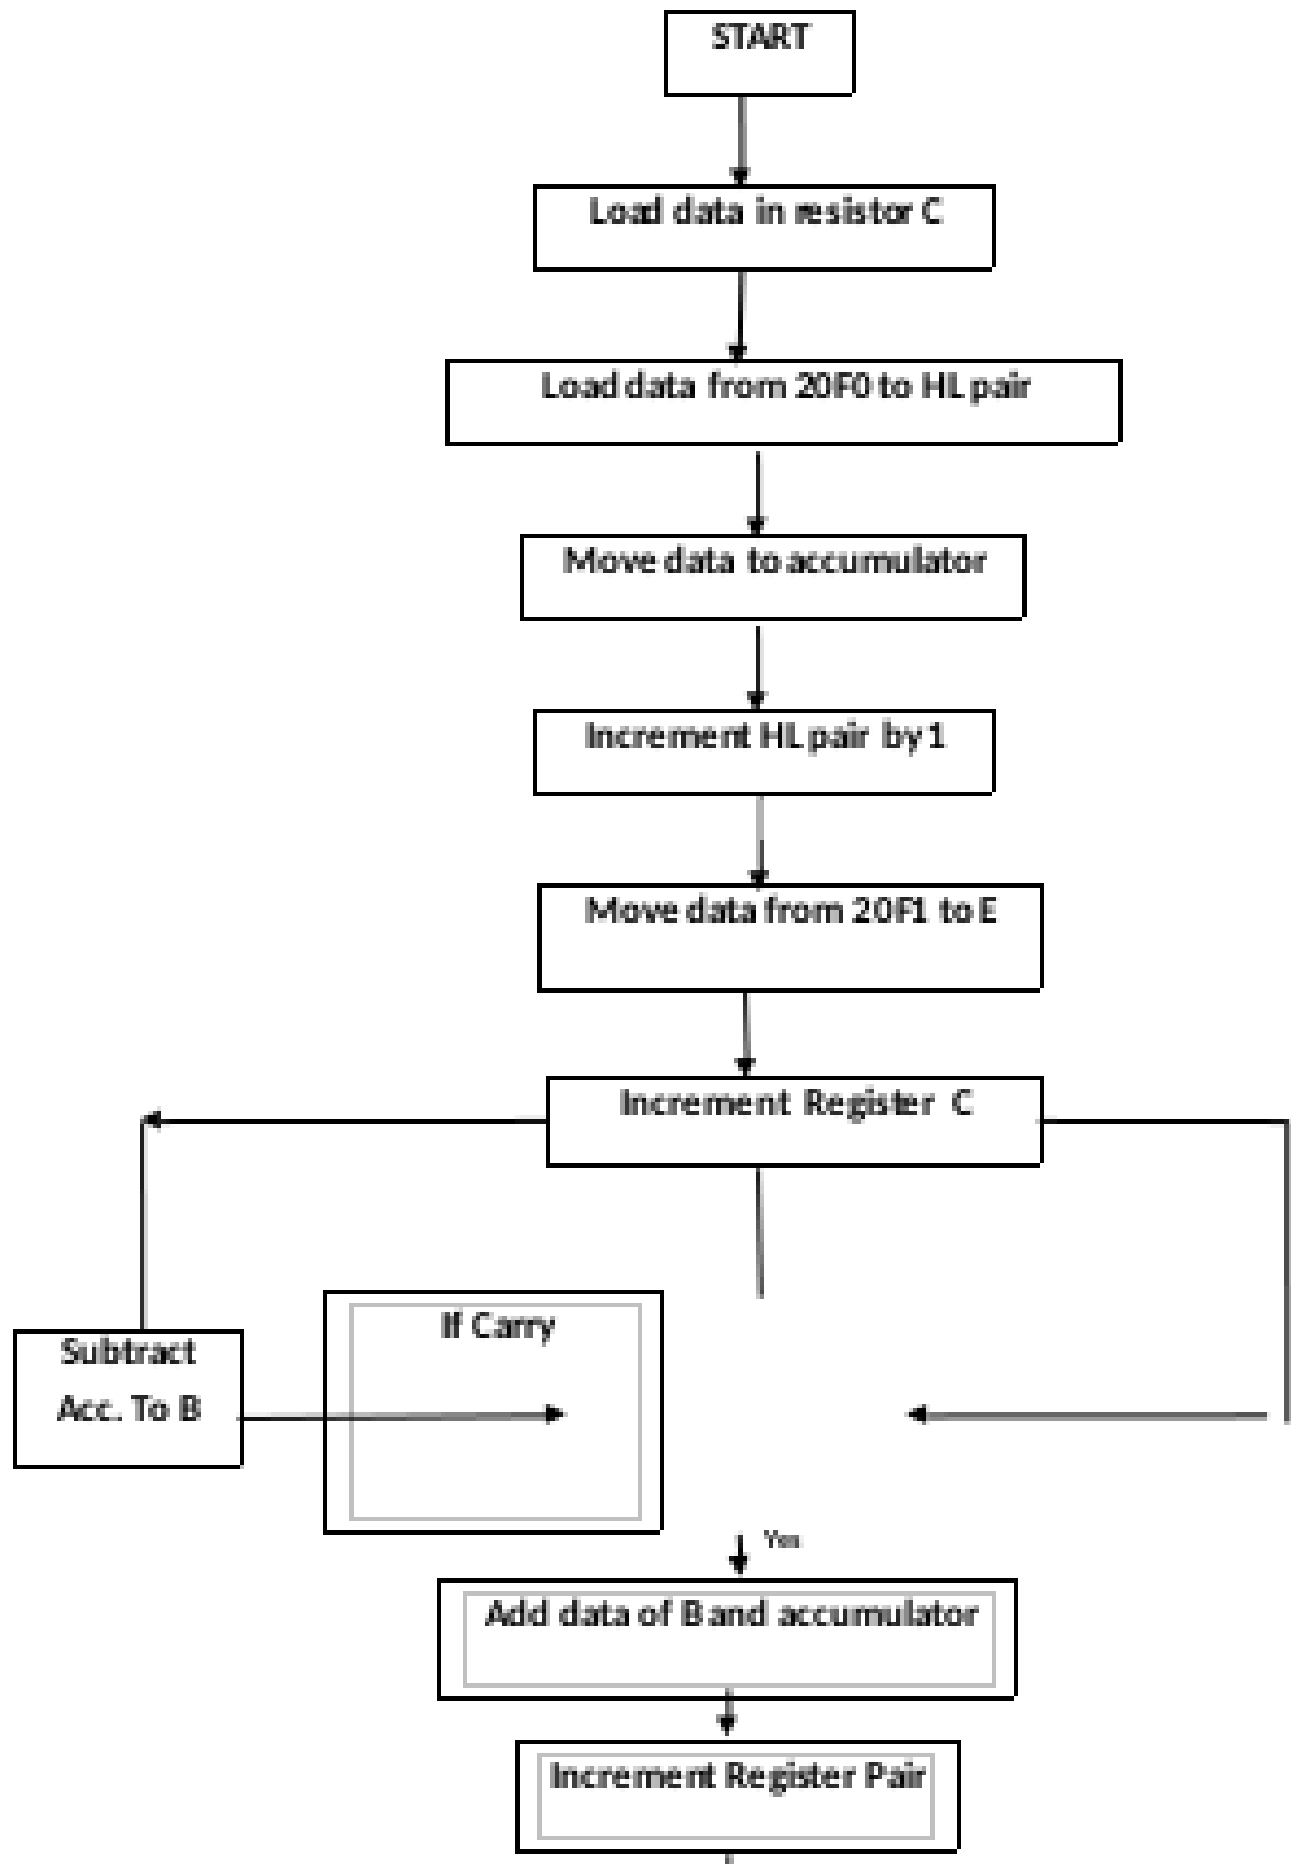 START
Load data in resistor C
Load data from 20F0 to HL pair
Move data to accumulator
Increment HL pair by 1
Move data from 20F1 to E
Increment Register C
If Carry
Subtract
Acc. To B
Yes
Add data of B and accumulator
Increment Register Pair